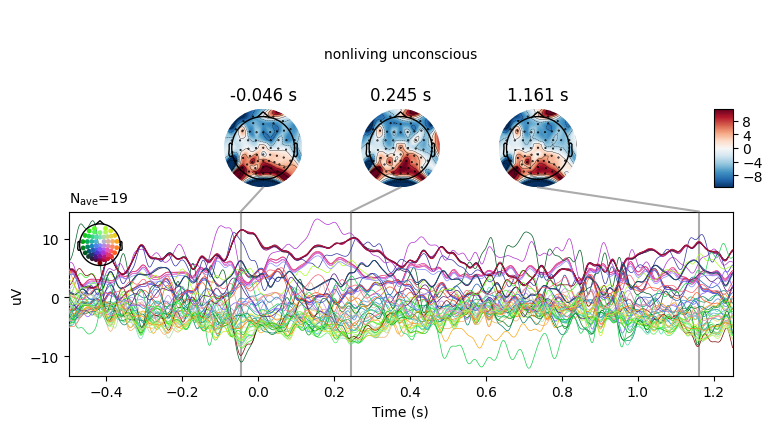 nonliving unconscious
-0.046 s 0.245 s 1.161 s
8
4
0
−4
−8
Nave=19
10
0
−10
uV
−0.4 −0.2 0.0 0.2 0.4 0.6 0.8 1.0 1.2
Time (s)